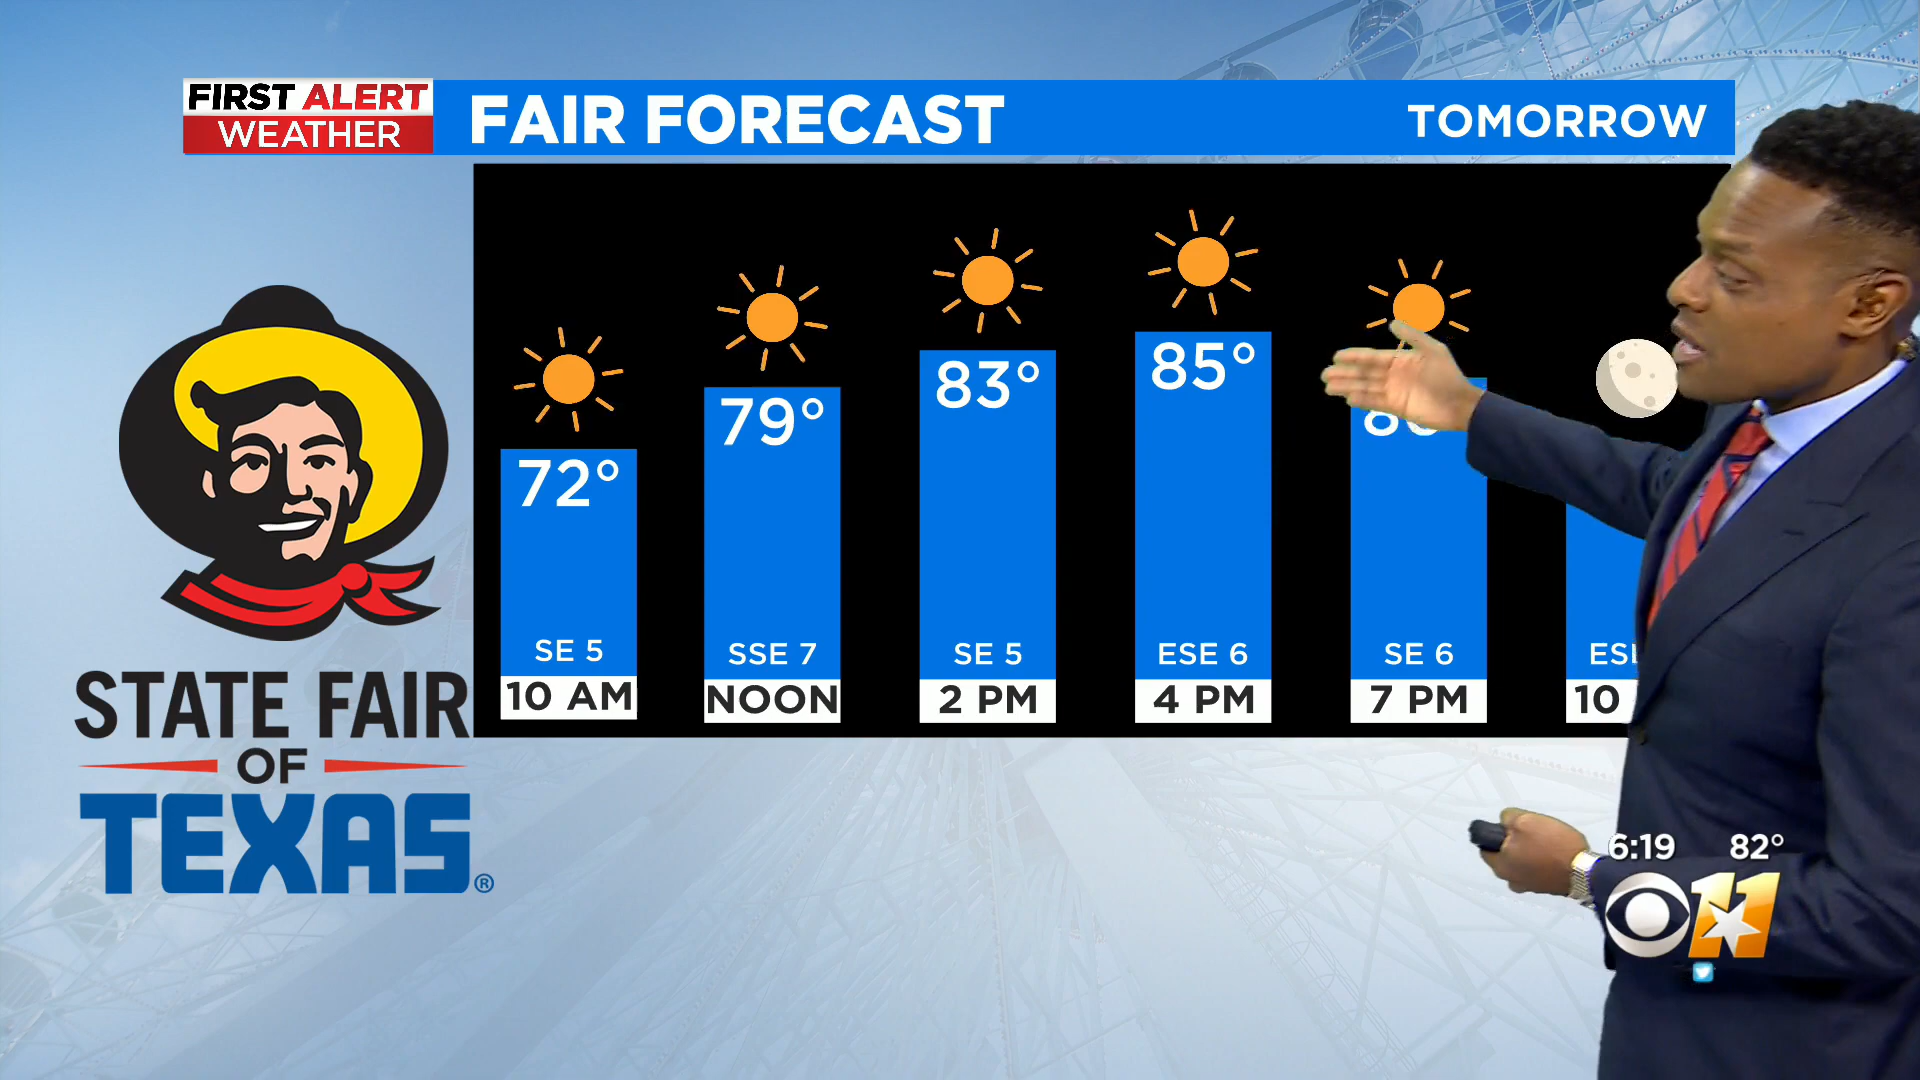 FIRST ALERT
WEATHER
FAIR FORECAST
TOMORROW
72° 79° 83° 85°
SE 5 SSE 7 SE 5 ESE 6 SE 6
10 AM NOON 2 PM 4 PM 7 PM 10
STATE FAIR
OF
TEXAS®
6:19 82°
11